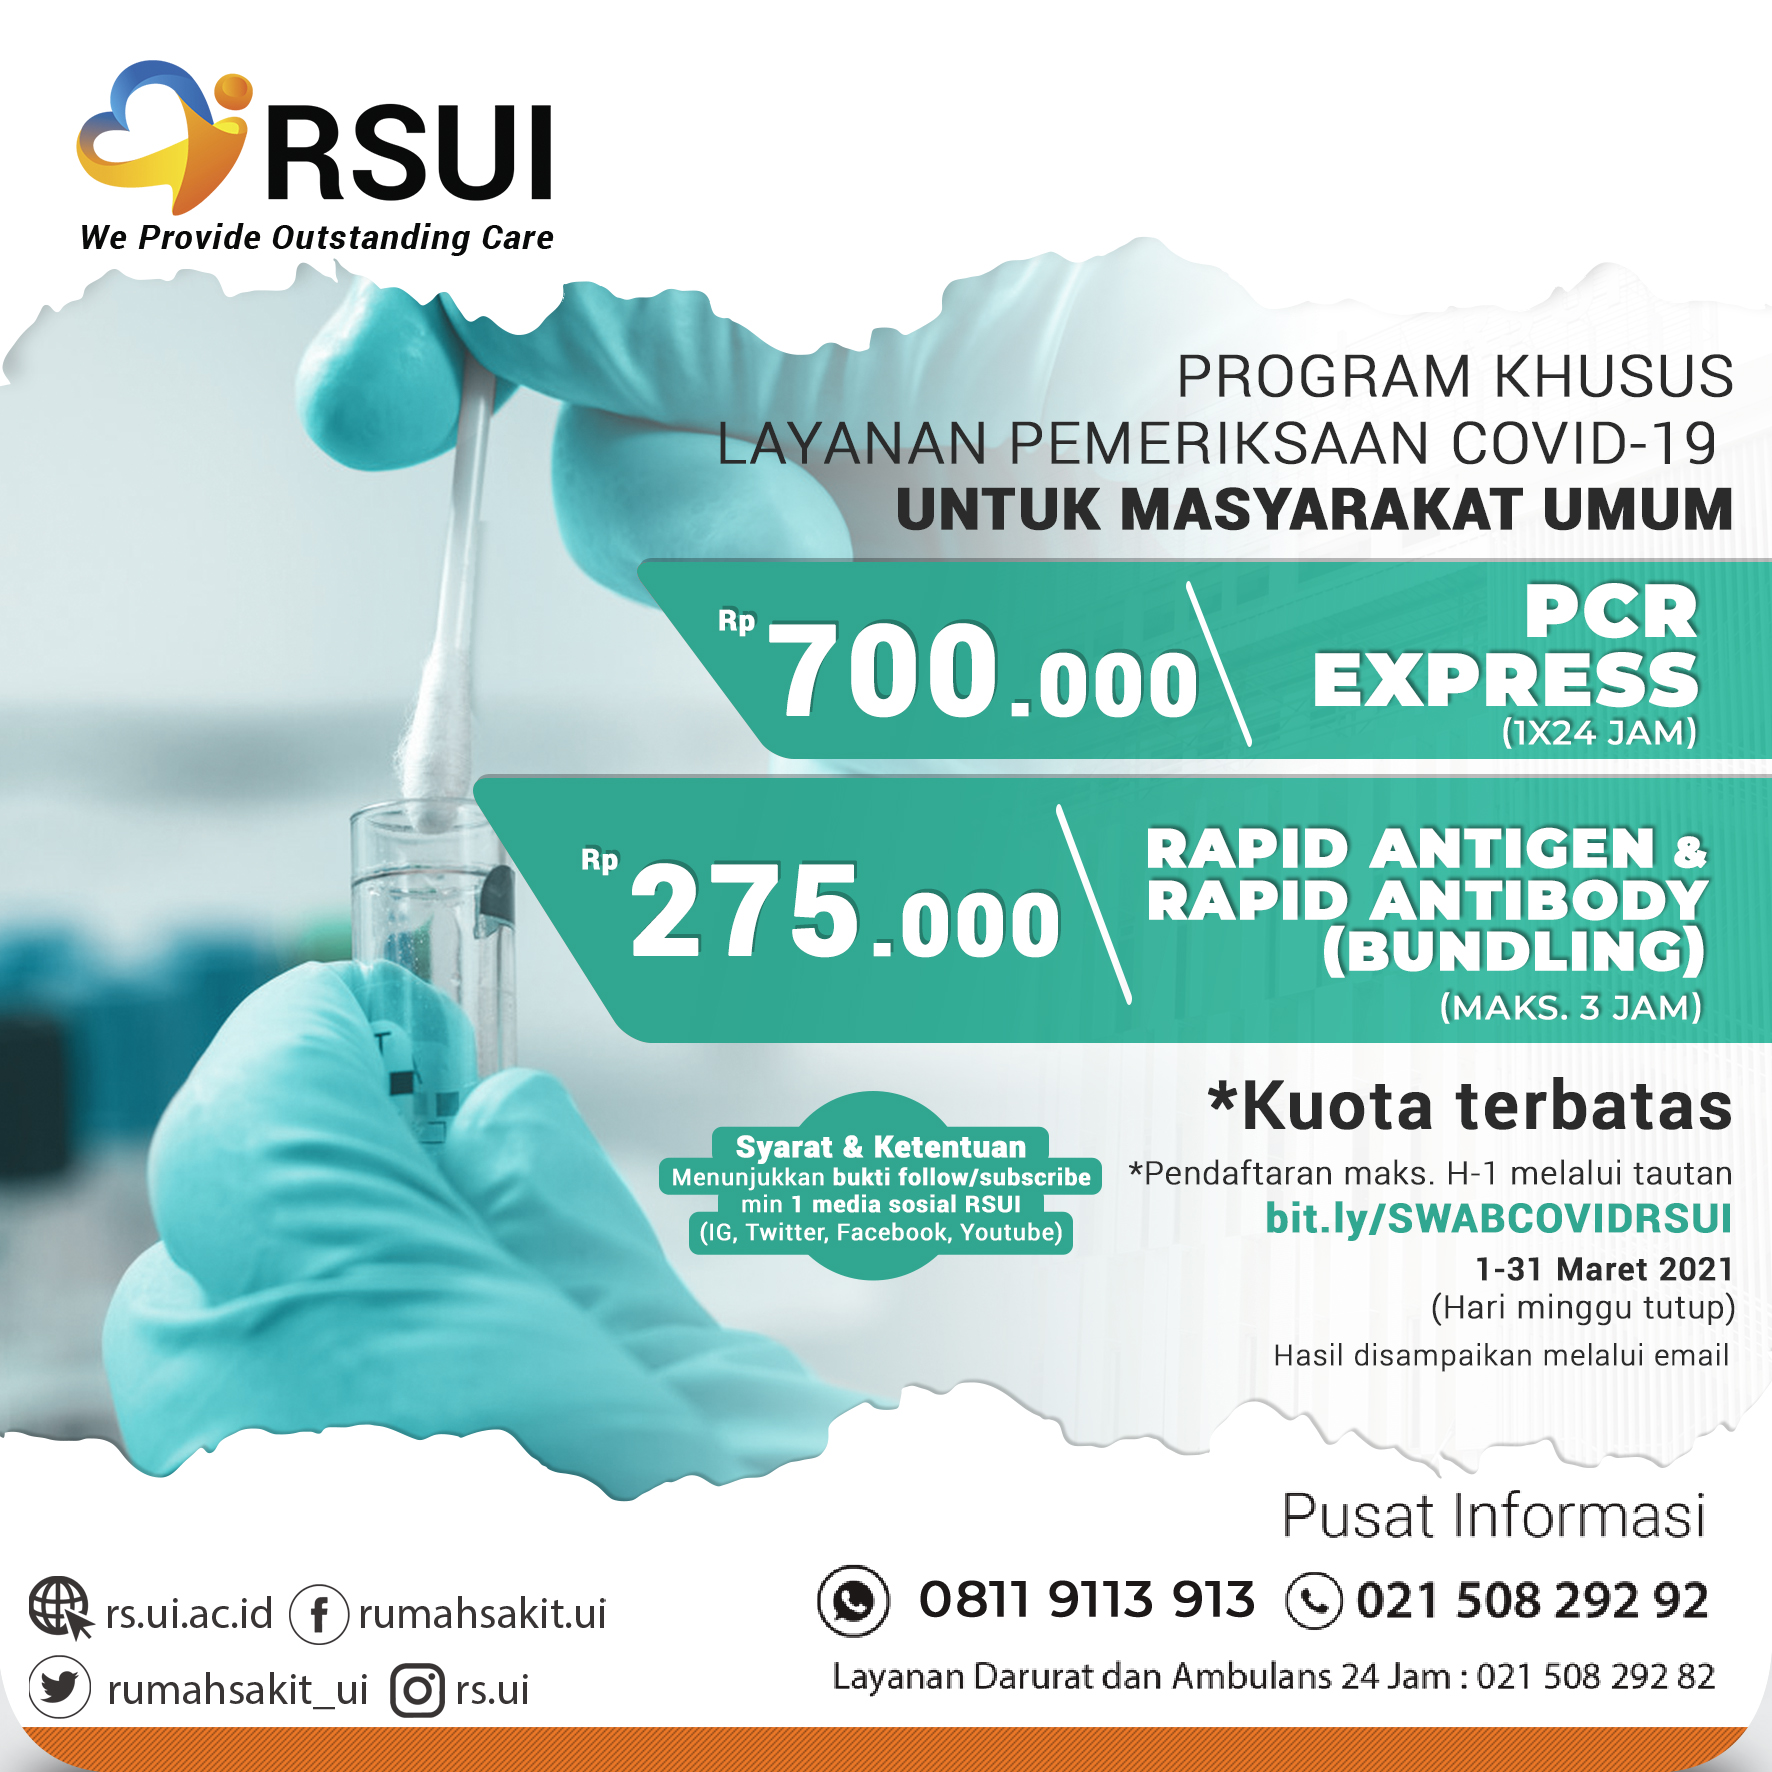 RSUI
We Provide Outstanding Care
PROGRAM KHUSUS
LAYANAN PEMERIKSAAN COVID-19
UNTUK MASYARAKAT UMUM
Rp 700.000
PCR
EXPRESS
(1X24 JAM)
Rp 275.000
RAPID ANTIGEN &
RAPID ANTIBODY
(BUNDLING)
(MAKS. 3 JAM)
Syarat & Ketentuan
Menunjukkan bukti follow/subscribe
min 1 media sosial RSUI
(IG, Twitter, Facebook, Youtube)
*Kuota terbatas
*Pendaftaran maks. H-1 melalui tautan
bit.ly/SWABCOVIDRSUI
1-31 Maret 2021
(Hari minggu tutup)
Hasil disampaikan melalui email
Pusat Informasi
0811 9113 913 021 508 292 92
Layanan Darurat dan Ambulans 24 Jam : 021 508 292 82
rs.ui.ac.id rumahsakit.ui
rumahsakit_ui rs.ui